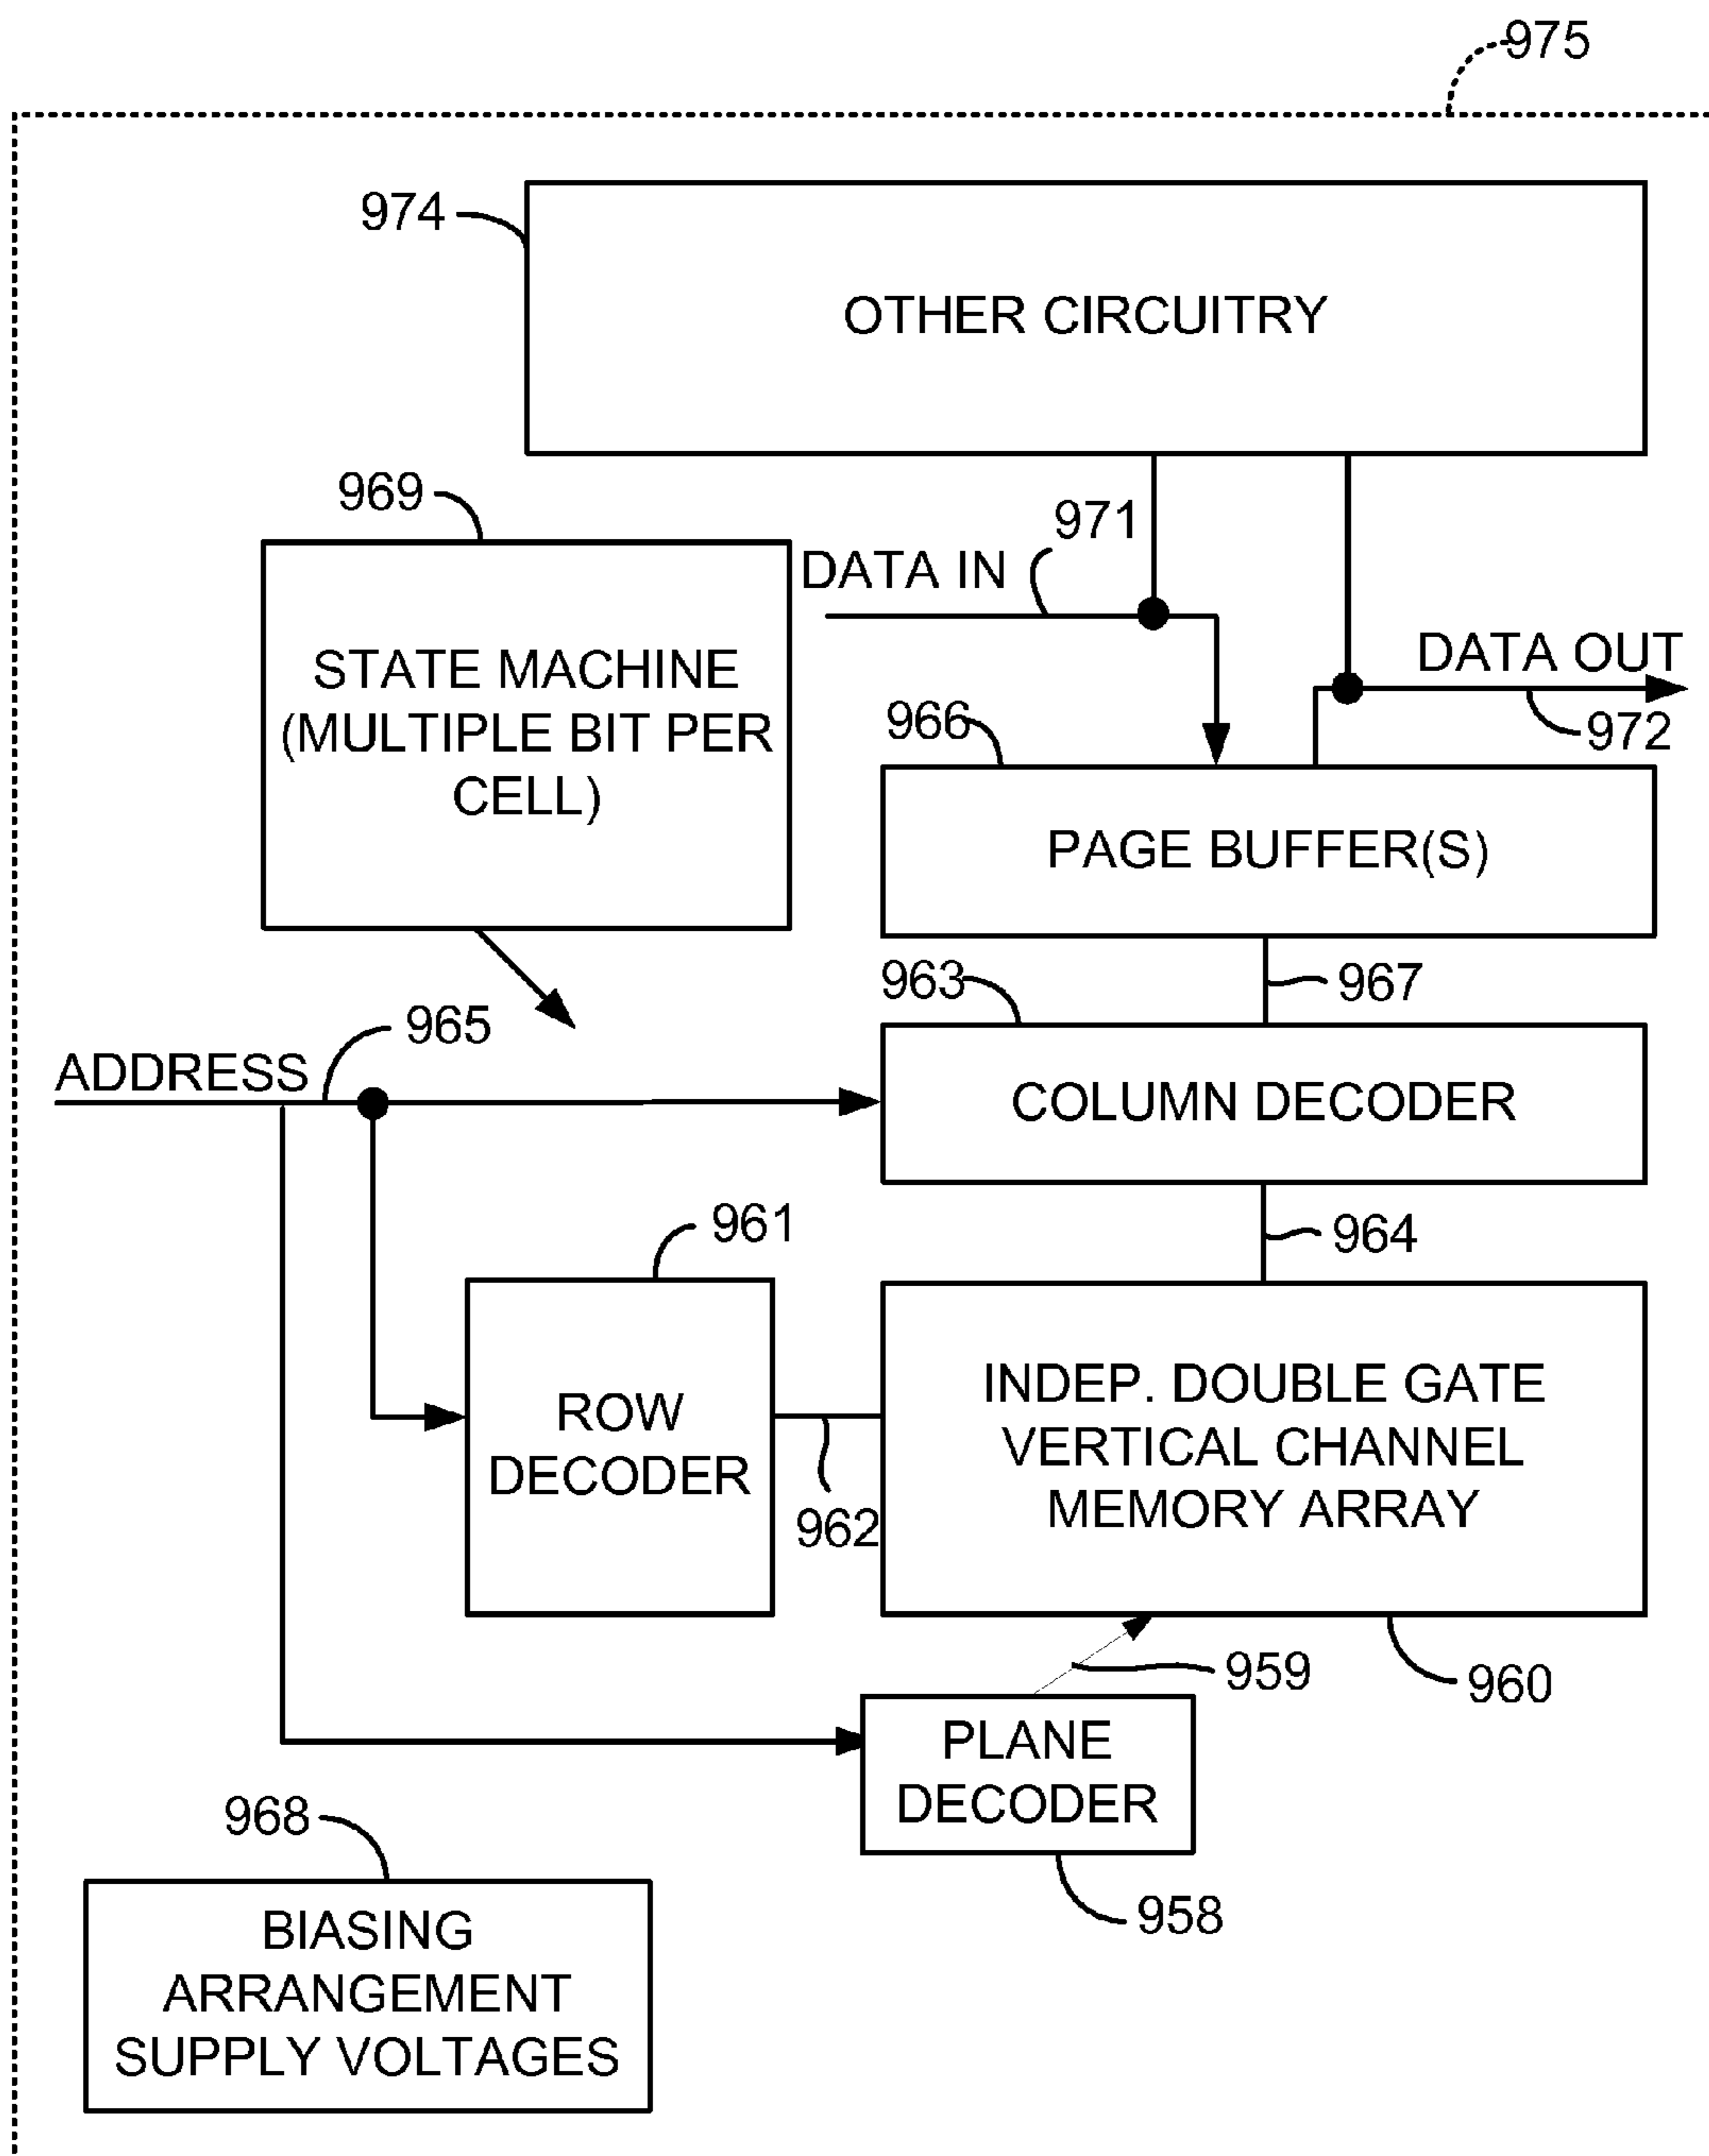 975
974
OTHER CIRCUITRY
969
971
DATA IN
STATE MACHINE
(MULTIPLE BIT PER
CELL)
DATA OUT
972
966
PAGE BUFFER(S)
963
967
965
ADDRESS
COLUMN DECODER
961
964
ROW
DECODER
962
INDEP. DOUBLE GATE
VERTICAL CHANNEL
MEMORY ARRAY
959
960
PLANE
DECODER
958
968
BIASING
ARRANGEMENT
SUPPLY VOLTAGES